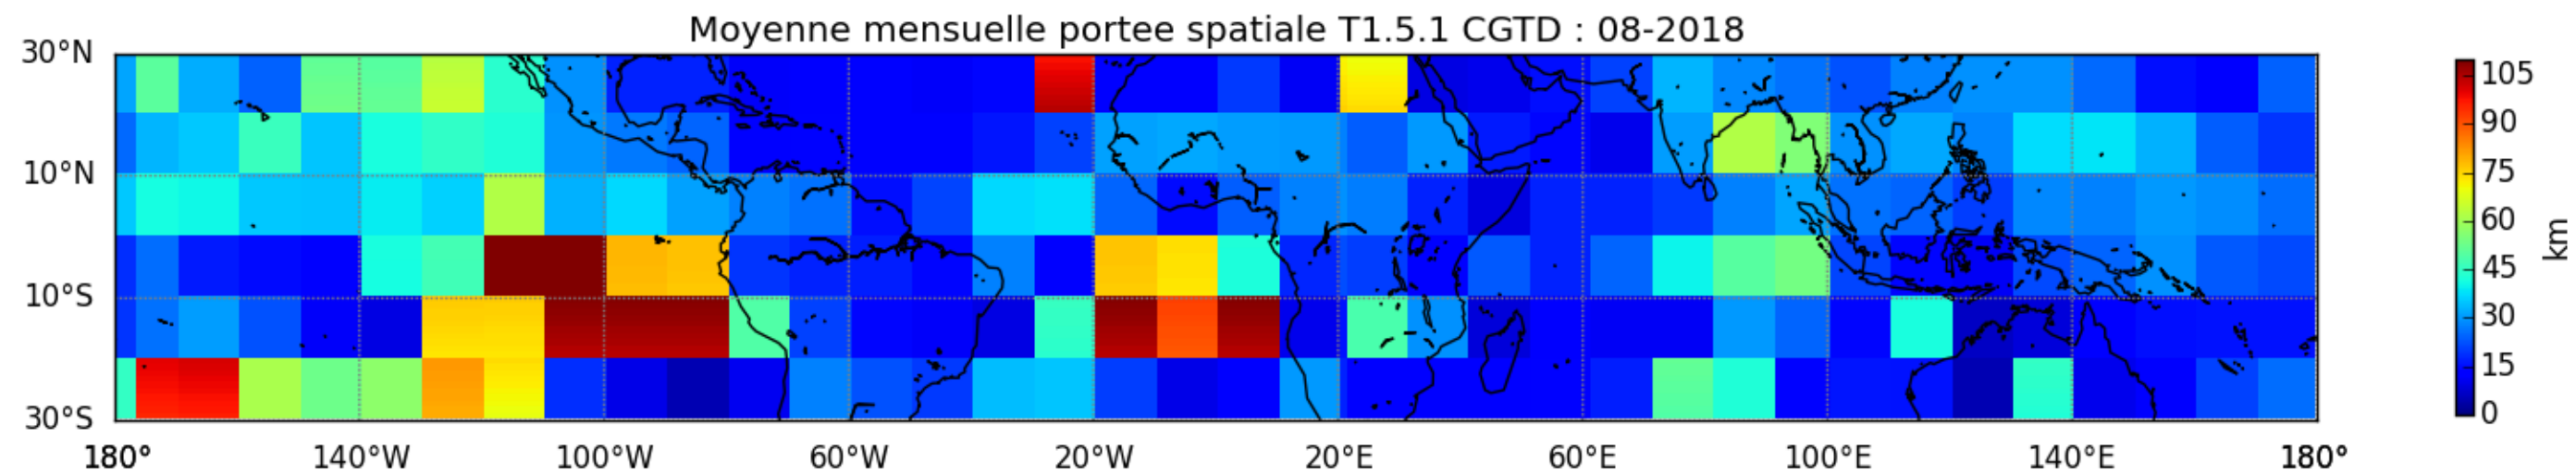 Moyenne mensuelle portee spatiale T1.5.1 CGTD : 08-2018
30°N
10°N
10°S
30°S
180° 140°W 100°W 60°W 20°W 20°E 60°E 100°E 140°E 180°
105
90
75
60
45
30
15
0
km